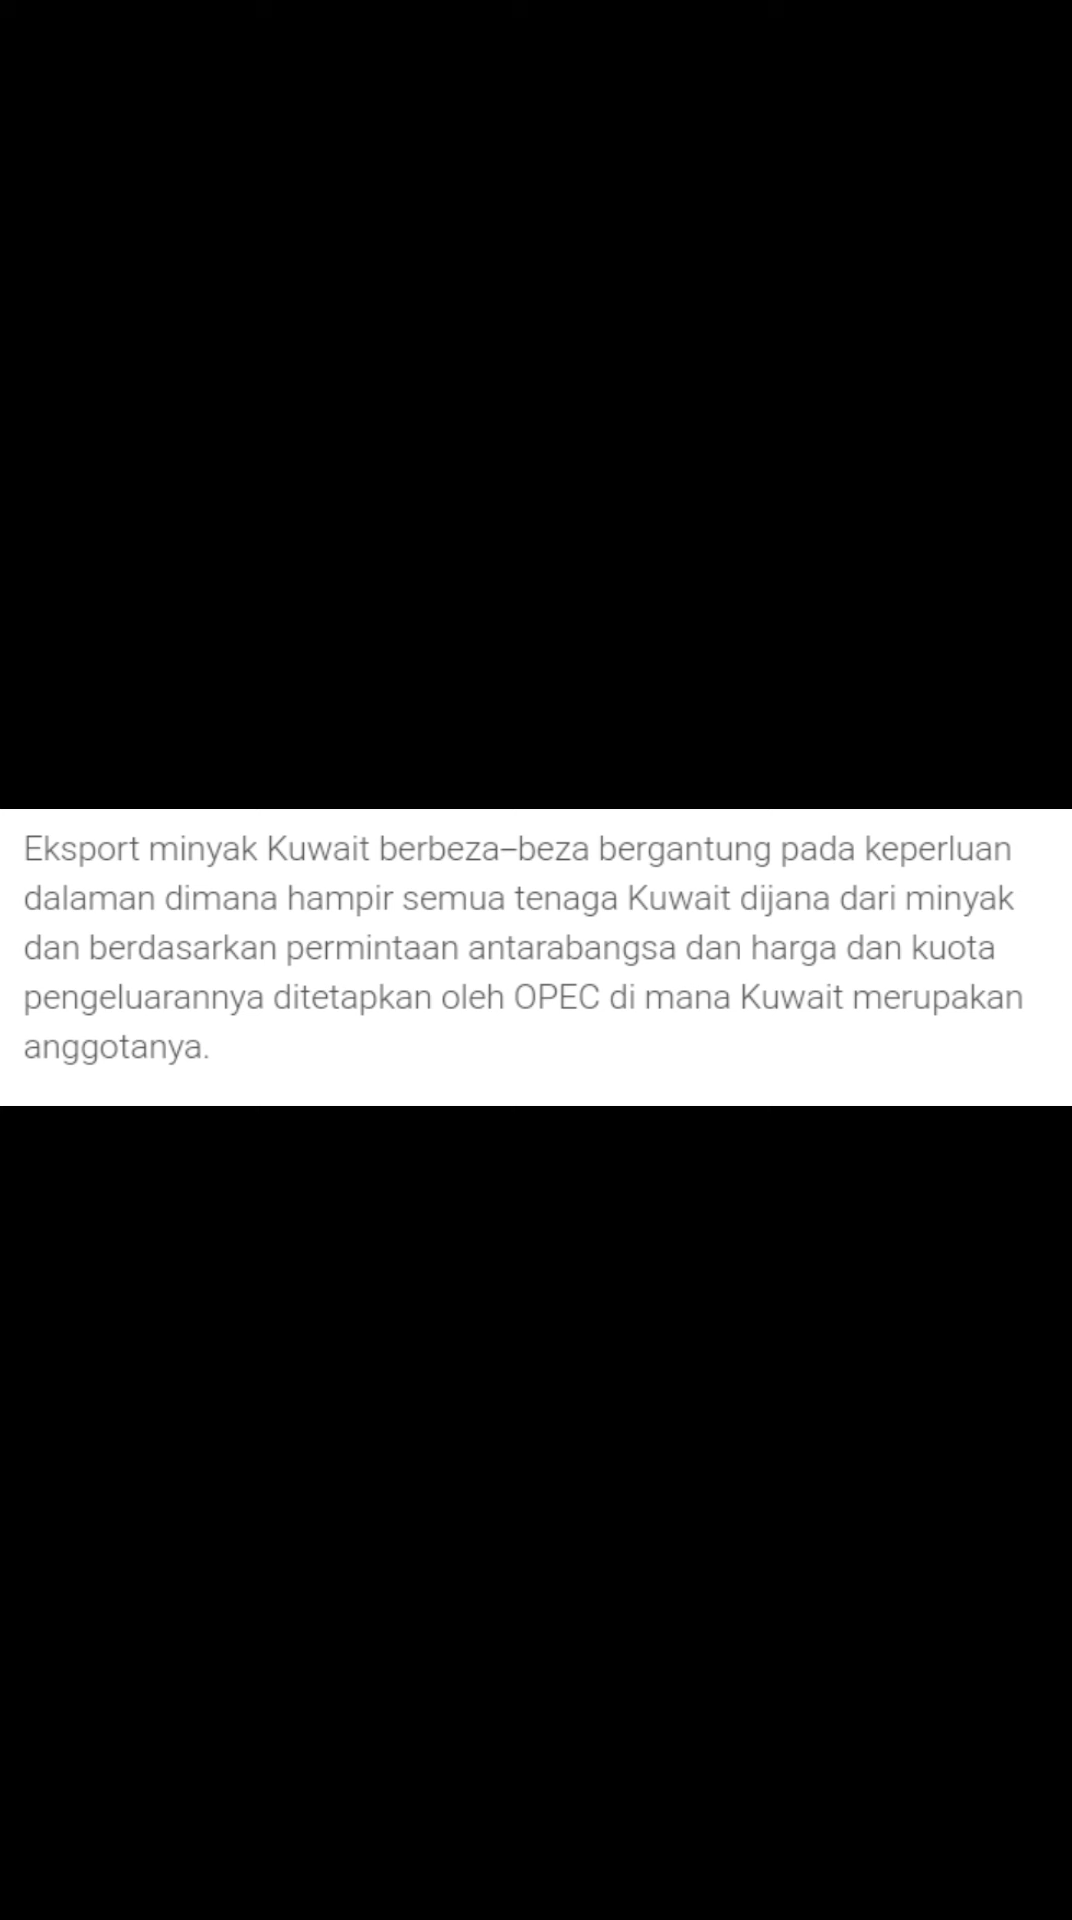 Eksport minyak Kuwait berbeza–beza bergantung pada keperluan
dalaman dimana hampir semua tenaga Kuwait dijana dari minyak
dan berdasarkan permintaan antarabangsa dan harga dan kuota
pengeluarannya ditetapkan oleh OPEC di mana Kuwait merupakan
anggotanya.